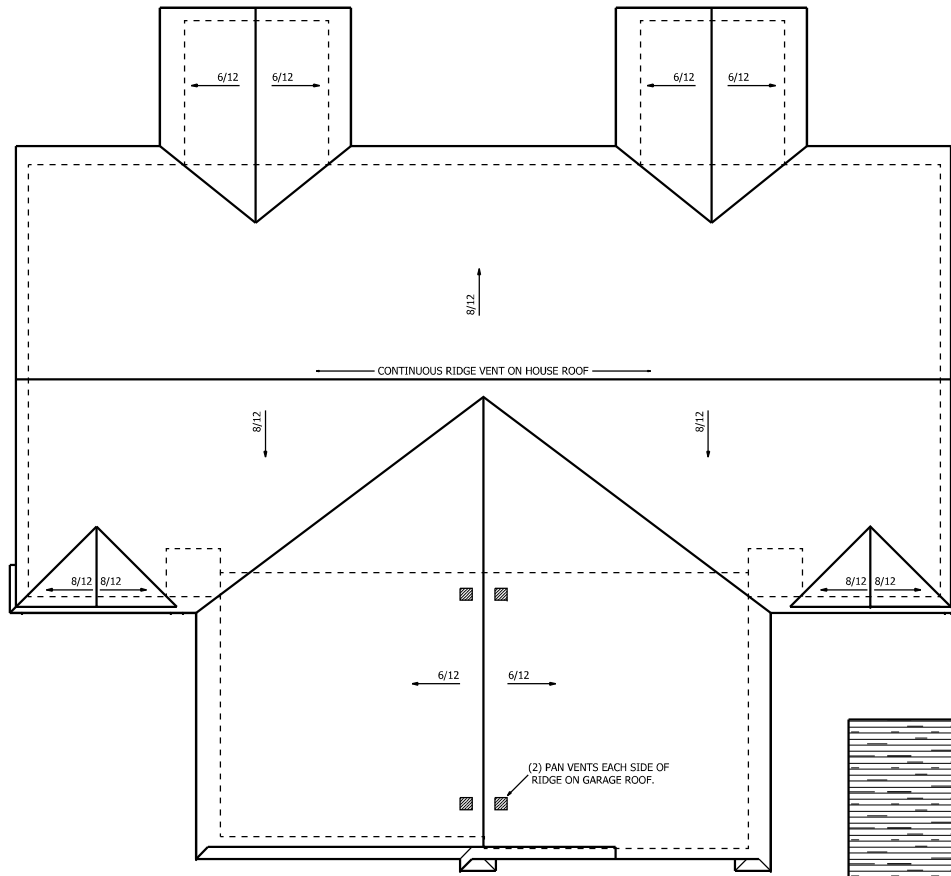 6/12 6/12 6/12 6/12
8/12
CONTINUOUS RIDGE VENT ON HOUSE ROOF
8/12 8/12
8/12 8/12 8/12 8/12
6/12 6/12
(2) PAN VENTS EACH SIDE OF
RIDGE ON GARAGE ROOF.